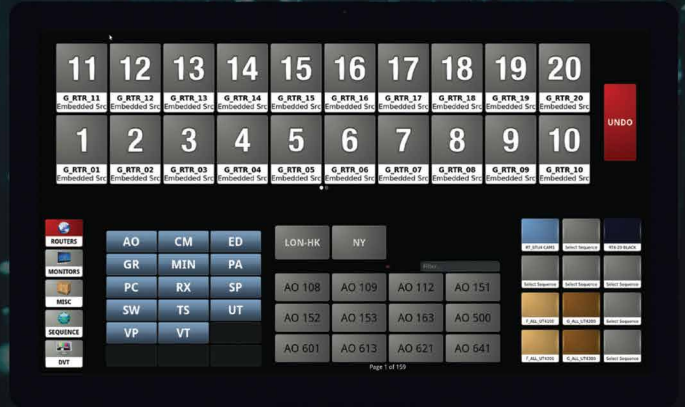 11 12 13 14 15 16 17 18 19 20
G_RTR_11 G_RTR_12 G_RTR_13 G_RTR_14 G_RTR_15 G_RTR_16 G_RTR_17 G_RTR_18 G_RTR_19 G_RTR_20
Embedded Src Embedded Src Embedded Src Embedded Src Embedded Src Embedded Src Embedded Src Embedded Src Embedded Src Embedded Src
UNDO
1 2 3 4 5 6 7 8 9 10
G_RTR_01 G_RTR_02 G_RTR_03 G_RTR_04 G_RTR_05 G_RTR_06 G_RTR_07 G_RTR_08 G_RTR_09 G_RTR_10
Embedded Src Embedded Src Embedded Src Embedded Src Embedded Src Embedded Src Embedded Src Embedded Src Embedded Src Embedded Src
ROUTERS
MONITORS
MISC
SEQUENCE
DVT
AO CM ED
GR MIN PA
PC RX SP
SW TS UT
VP VT
LON-HK NY
Filter
AO 108 AO 109 AO 112 AO 151
AO 152 AO 153 AO 163 AO 500
AO 601 AO 613 AO 621 AO 641
Page 1 of 159
Select Sequence
Select Sequence Select Sequence Select Sequence
F_ALL_UT4200 G_ALL_UT4200 Select Sequence
F_ALL_UT4300 G_ALL_UT4300 Select Sequence